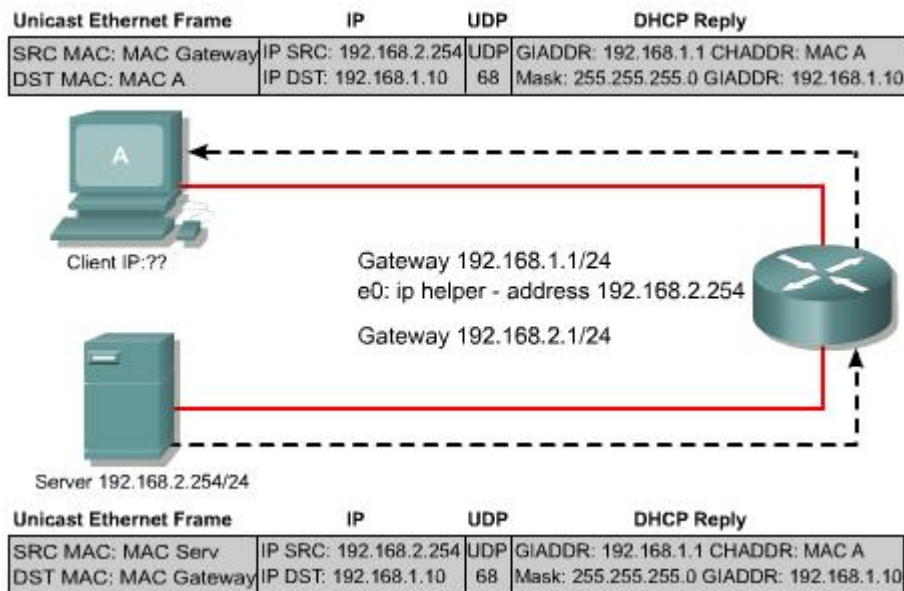 Unicast Ethernet Frame IP UDP DHCP Reply
SRC MAC: MAC Gateway IP SRC: 192.168.2.254 UDP GIADDR: 192.168.1.1 CHADDR: MAC A
DST MAC: MAC A IP DST: 192.168.1.10 68 Mask: 255.255.255.0 GIADDR: 192.168.1.10
A
Client IP:??
Gateway 192.168.1.1/24
e0: ip helper - address 192.168.2.254
Gateway 192.168.2.1/24
Server 192.168.2.254/24
Unicast Ethernet Frame IP UDP DHCP Reply
SRC MAC: MAC Serv IP SRC: 192.168.2.254 UDP GIADDR: 192.168.1.1 CHADDR: MAC A
DST MAC: MAC Gateway IP DST: 192.168.1.10 68 Mask: 255.255.255.0 GIADDR: 192.168.1.10